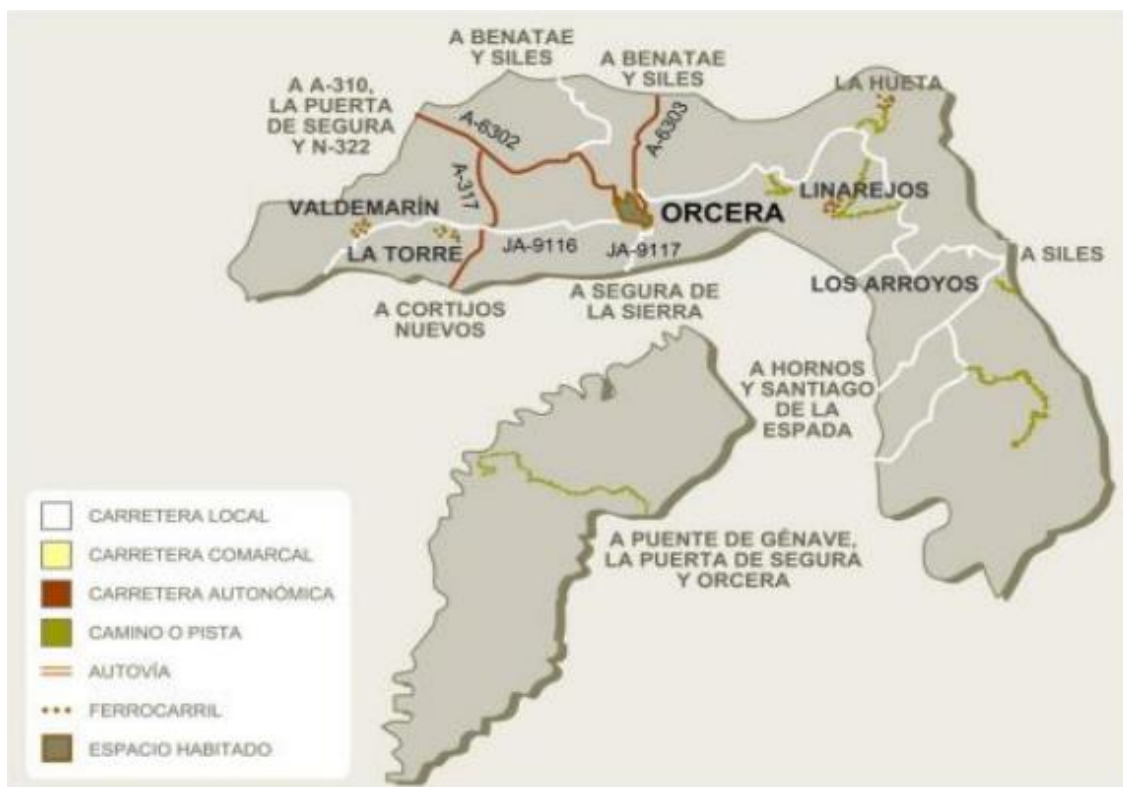 A BENATAE
Y SILES
A BENATAE
Y SILES
A A-310,
LA PUERTA
DE SEGURA
Y N-322
LA HUETA
A-6302
A-6303
A-317
LINAREJOS
VALDEMARÍN
ORCERA
LA TORRE
JA-9116
JA-9117
A SILES
LOS ARROYOS
A CORTIJOS
NUEVOS
A SEGURA DE
LA SIERRA
A HORNOS
Y SANTIAGO
DE LA
ESPADA
A PUENTE DE GÉNAVE,
LA PUERTA DE SEGURA
Y ORCERA
CARRETERA LOCAL
CARRETERA COMARCAL
CARRETERA AUTONÓMICA
CAMINO O PISTA
AUTOVÍA
FERROCARRIL
ESPACIO HABITADO